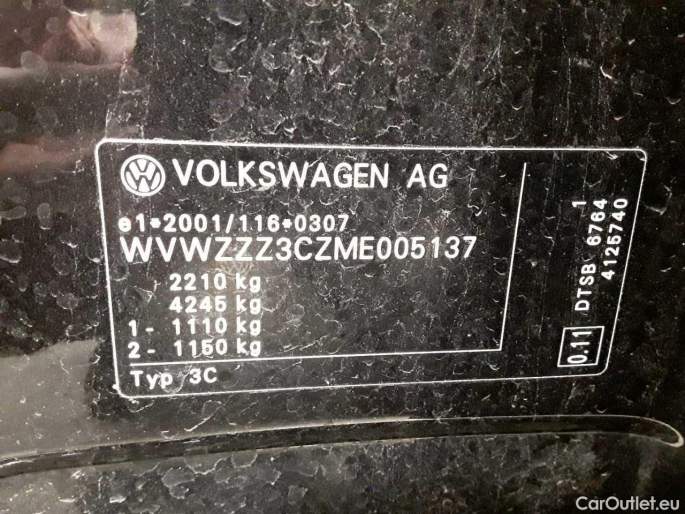 VOLKSWAGEN AG
e1*2001/116*0307
WVWZZZ3CZME005137
2210 kg
4245 kg
1 - 1110 kg
2 - 1150 kg
Typ 3C
0.11
DTSB 6764 1
4125740
CarOutlet.eu